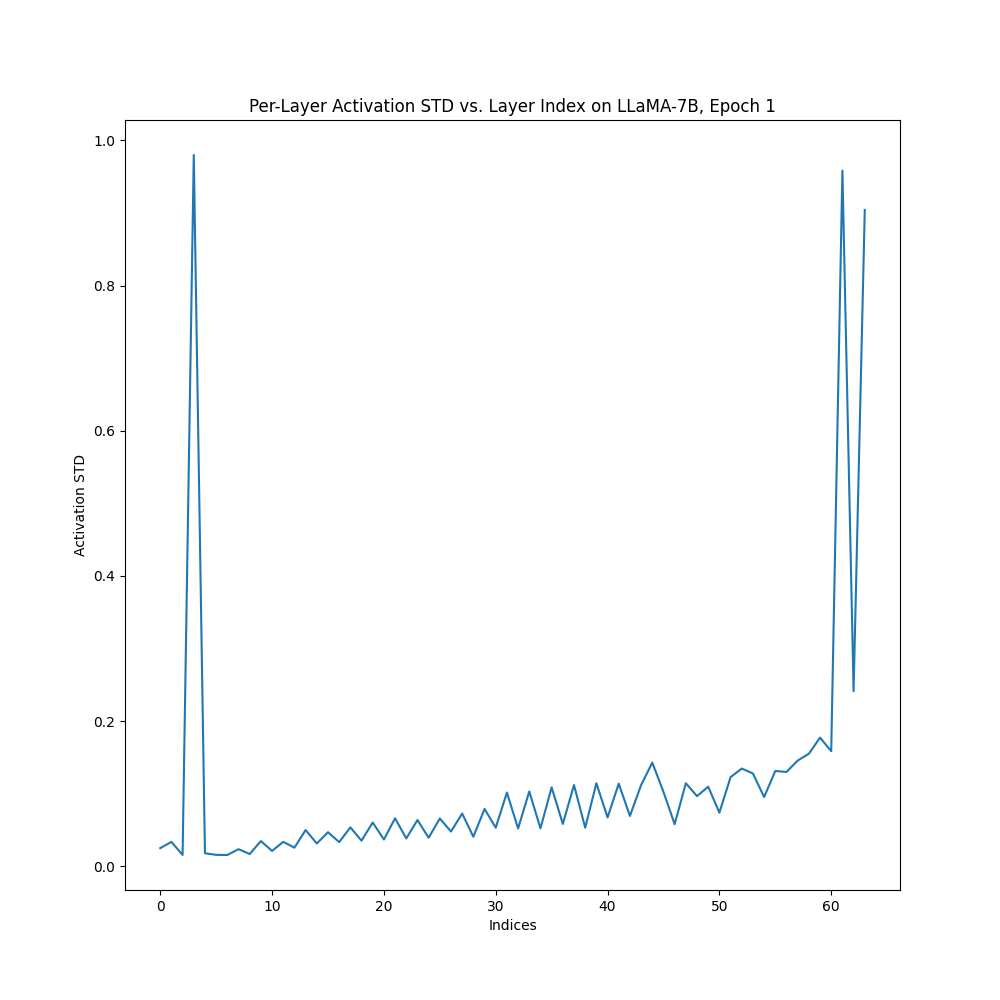 Per-Layer Activation STD vs. Layer Index on LLaMA-7B, Epoch 1
1.0
0.8
0.6
0.4
0.2
0.0
Activation STD
0 10 20 30 40 50 60
Indices